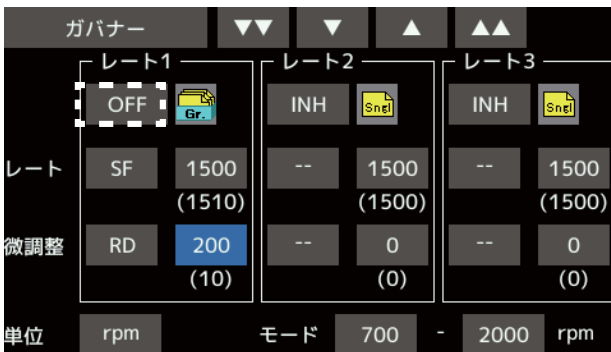 ガバナー ▼▼ ▼ ▲ ▲▲
レート1 レート2 レート3
OFF Gr. INH Sngl INH Sngl
レート SF 1500 -- 1500 -- 1500
(1510) (1500) (1500)
微調整 RD 200 -- 0 -- 0
(10) (0) (0)
単位 rpm モード 700 - 2000 rpm